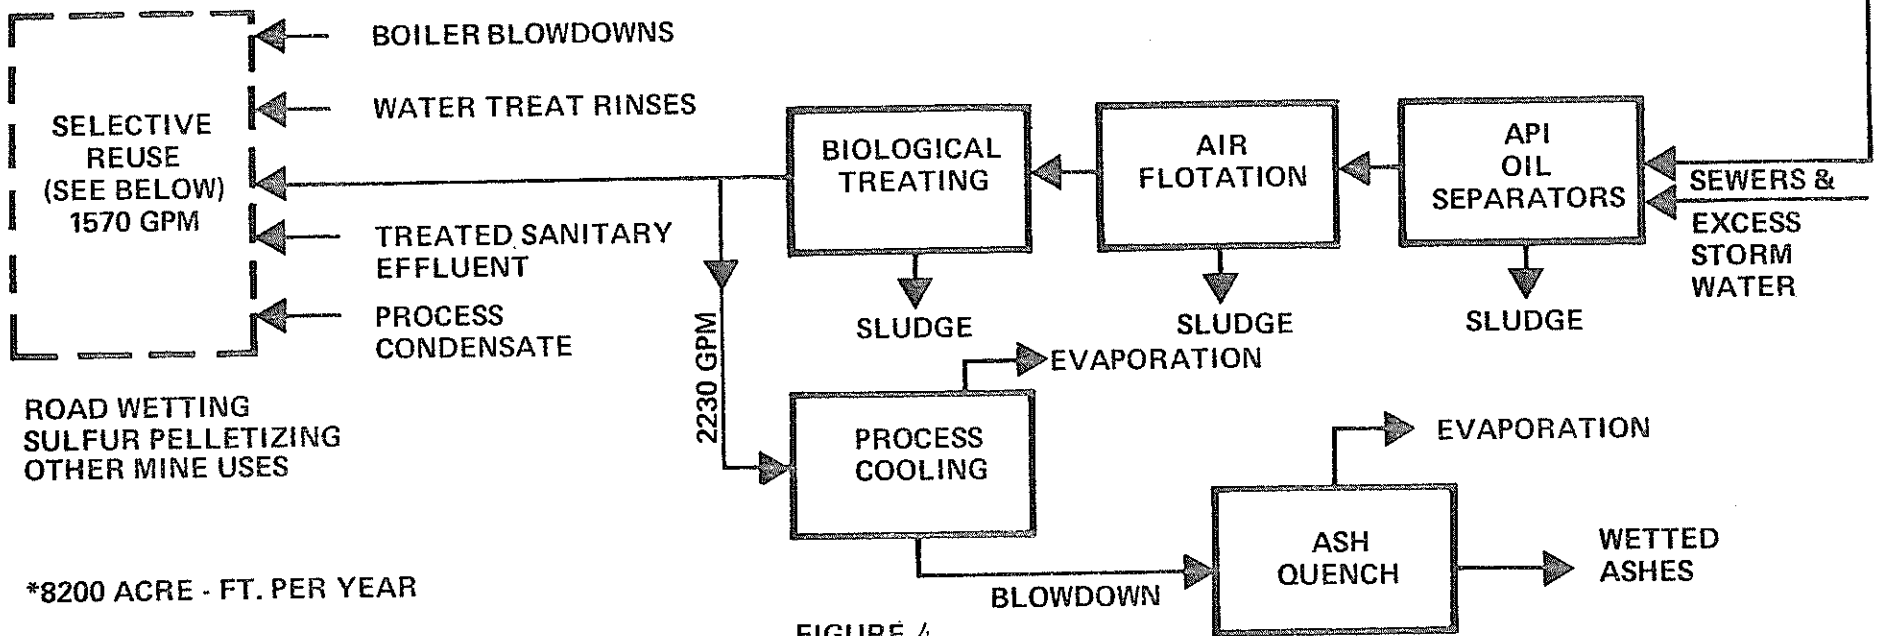 BOILER BLOWDOWNS
WATER TREAT RINSES
SELECTIVE
REUSE
(SEE BELOW)
1570 GPM
TREATED SANITARY
EFFLUENT
PROCESS
CONDENSATE
BIOLOGICAL
TREATING
AIR
FLOTATION
API
OIL
SEPARATORS
SEWERS &
EXCESS
STORM
WATER
SLUDGE
SLUDGE
SLUDGE
2230 GPM
EVAPORATION
PROCESS
COOLING
EVAPORATION
ROAD WETTING
SULFUR PELLETIZING
OTHER MINE USES
ASH
QUENCH
WETTED
ASHES
BLOWDOWN
*8200 ACRE - FT. PER YEAR
FIGURE 4